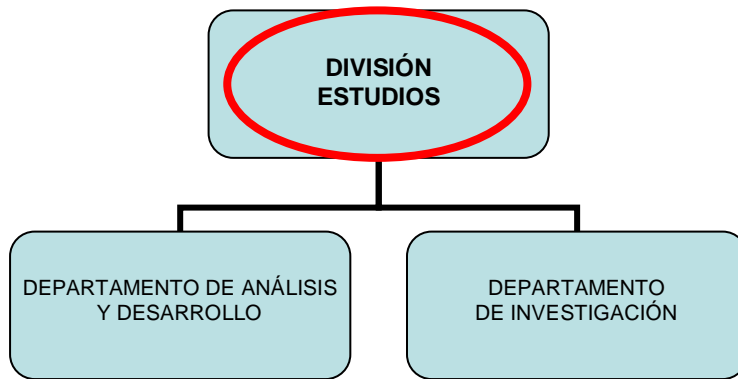 DIVISIÓN
ESTUDIOS
DEPARTAMENTO DE ANÁLISIS
Y DESARROLLO
DEPARTAMENTO
DE INVESTIGACIÓN